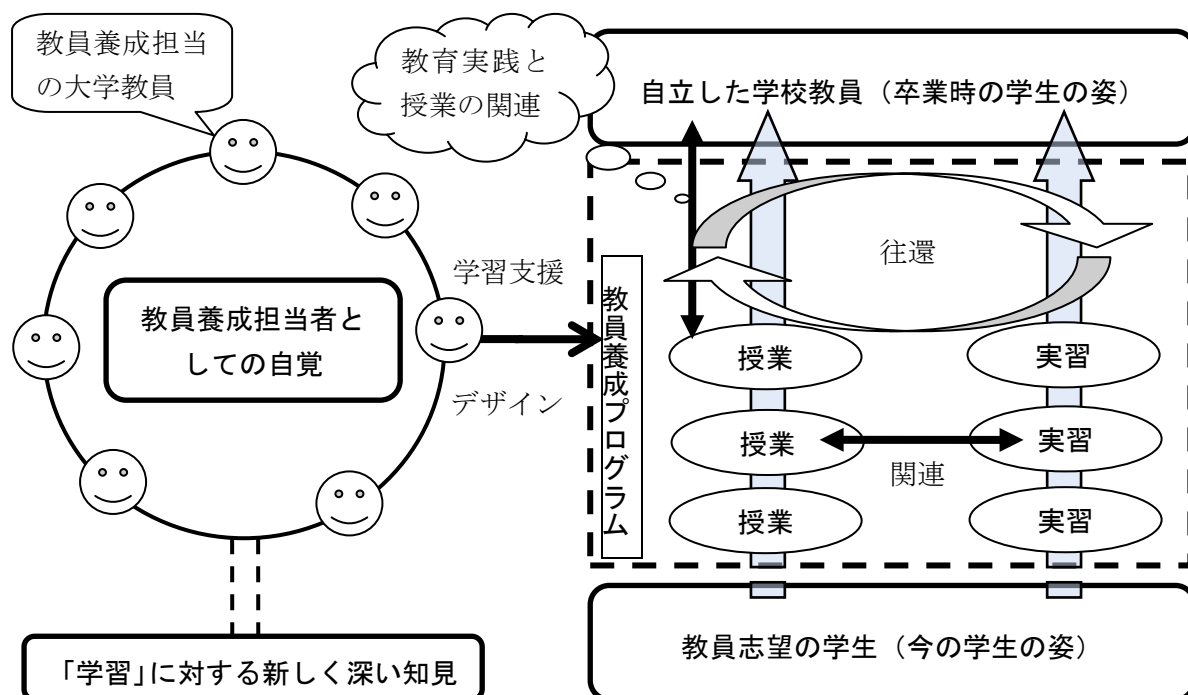 教員養成担当
の大学教員
教育実践と
授業の関連
自立した学校教員（卒業時の学生の姿）
教員養成担当者と
しての自覚
学習支援
デザイン
教員養成プログラム
往還
授業
実習
授業
実習
関連
授業
実習
「学習」に対する新しく深い知見
教員志望の学生（今の学生の姿）